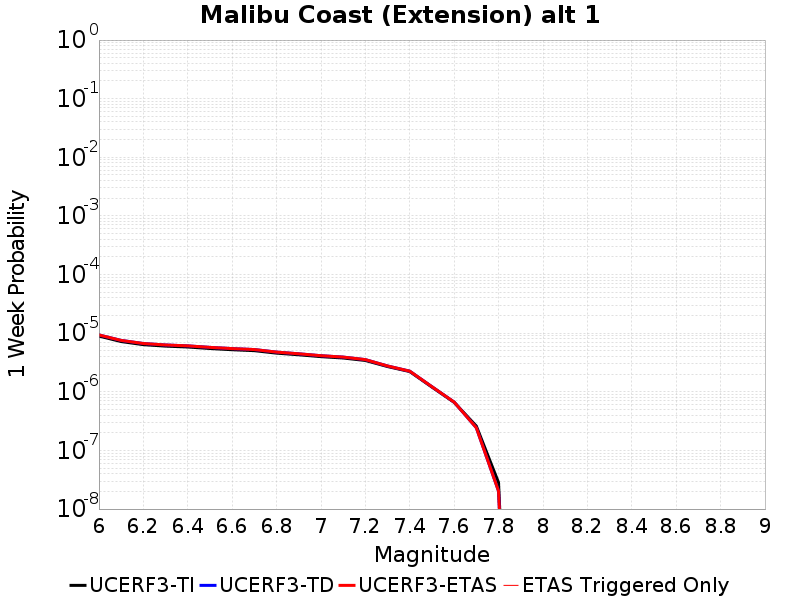 Malibu Coast (Extension) alt 1
10^0
10^-1
10^-2
10^-3
10^-4
10^-5
10^-6
10^-7
10^-8
1 Week Probability
6 6.2 6.4 6.6 6.8 7 7.2 7.4 7.6 7.8 8 8.2 8.4 8.6 8.8 9
Magnitude
UCERF3-TI UCERF3-TD UCERF3-ETAS ETAS Triggered Only